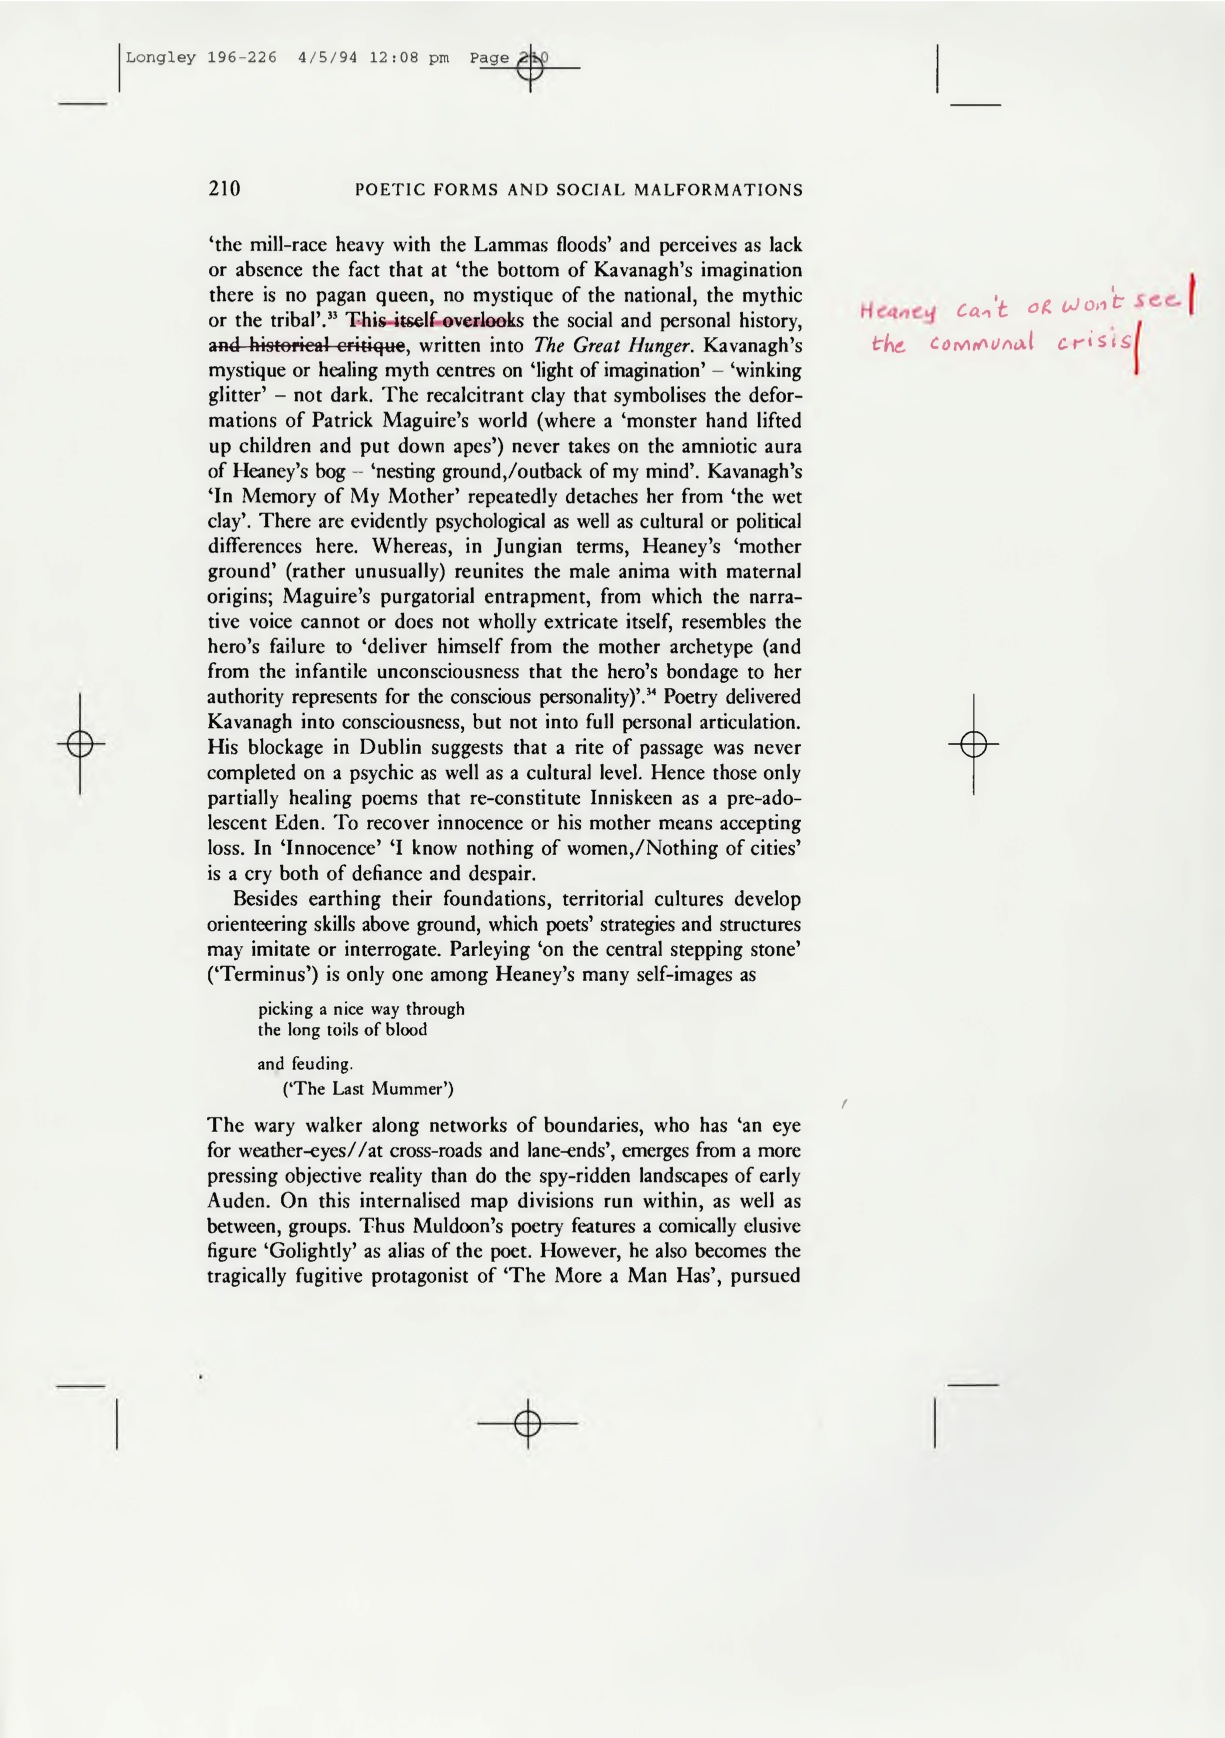 Longley 196-226 4/5/94 12:08 pm Page 210
210 POETIC FORMS AND SOCIAL MALFORMATIONS
‘the mill-race heavy with the Lammas floods’ and perceives as lack
or absence the fact that at ‘the bottom of Kavanagh’s imagination
there is no pagan queen, no mystique of the national, the mythic
or the tribal’.³³ This itself overlooks the social and personal history,
and historical critique, written into The Great Hunger. Kavanagh’s
mystique or healing myth centres on ‘light of imagination’ – ‘winking
glitter’ – not dark. The recalcitrant clay that symbolises the defor-
mations of Patrick Maguire’s world (where a ‘monster hand lifted
up children and put down apes’) never takes on the amniotic aura
of Heaney’s bog – ‘nesting ground,/outback of my mind’. Kavanagh’s
‘In Memory of My Mother’ repeatedly detaches her from ‘the wet
clay’. There are evidently psychological as well as cultural or political
differences here. Whereas, in Jungian terms, Heaney’s ‘mother
ground’ (rather unusually) reunites the male anima with maternal
origins; Maguire’s purgatorial entrapment, from which the narra-
tive voice cannot or does not wholly extricate itself, resembles the
hero’s failure to ‘deliver himself from the mother archetype (and
from the infantile unconsciousness that the hero’s bondage to her
authority represents for the conscious personality)’.³⁴ Poetry delivered
Kavanagh into consciousness, but not into full personal articulation.
His blockage in Dublin suggests that a rite of passage was never
completed on a psychic as well as a cultural level. Hence those only
partially healing poems that re-constitute Inniskeen as a pre-ado-
lescent Eden. To recover innocence or his mother means accepting
loss. In ‘Innocence’ ‘I know nothing of women,/Nothing of cities’
is a cry both of defiance and despair.
Besides earthing their foundations, territorial cultures develop
orienteering skills above ground, which poets’ strategies and structures
may imitate or interrogate. Parleying ‘on the central stepping stone’
(‘Terminus’) is only one among Heaney’s many self-images as
picking a nice way through
the long toils of blood
and feuding.
(‘The Last Mummer’)
The wary walker along networks of boundaries, who has ‘an eye
for weather-eyes//at cross-roads and lane-ends’, emerges from a more
pressing objective reality than do the spy-ridden landscapes of early
Auden. On this internalised map divisions run within, as well as
between, groups. Thus Muldoon’s poetry features a comically elusive
figure ‘Golightly’ as alias of the poet. However, he also becomes the
tragically fugitive protagonist of ‘The More a Man Has’, pursued
Heaney can't or won't see
the communal crisis